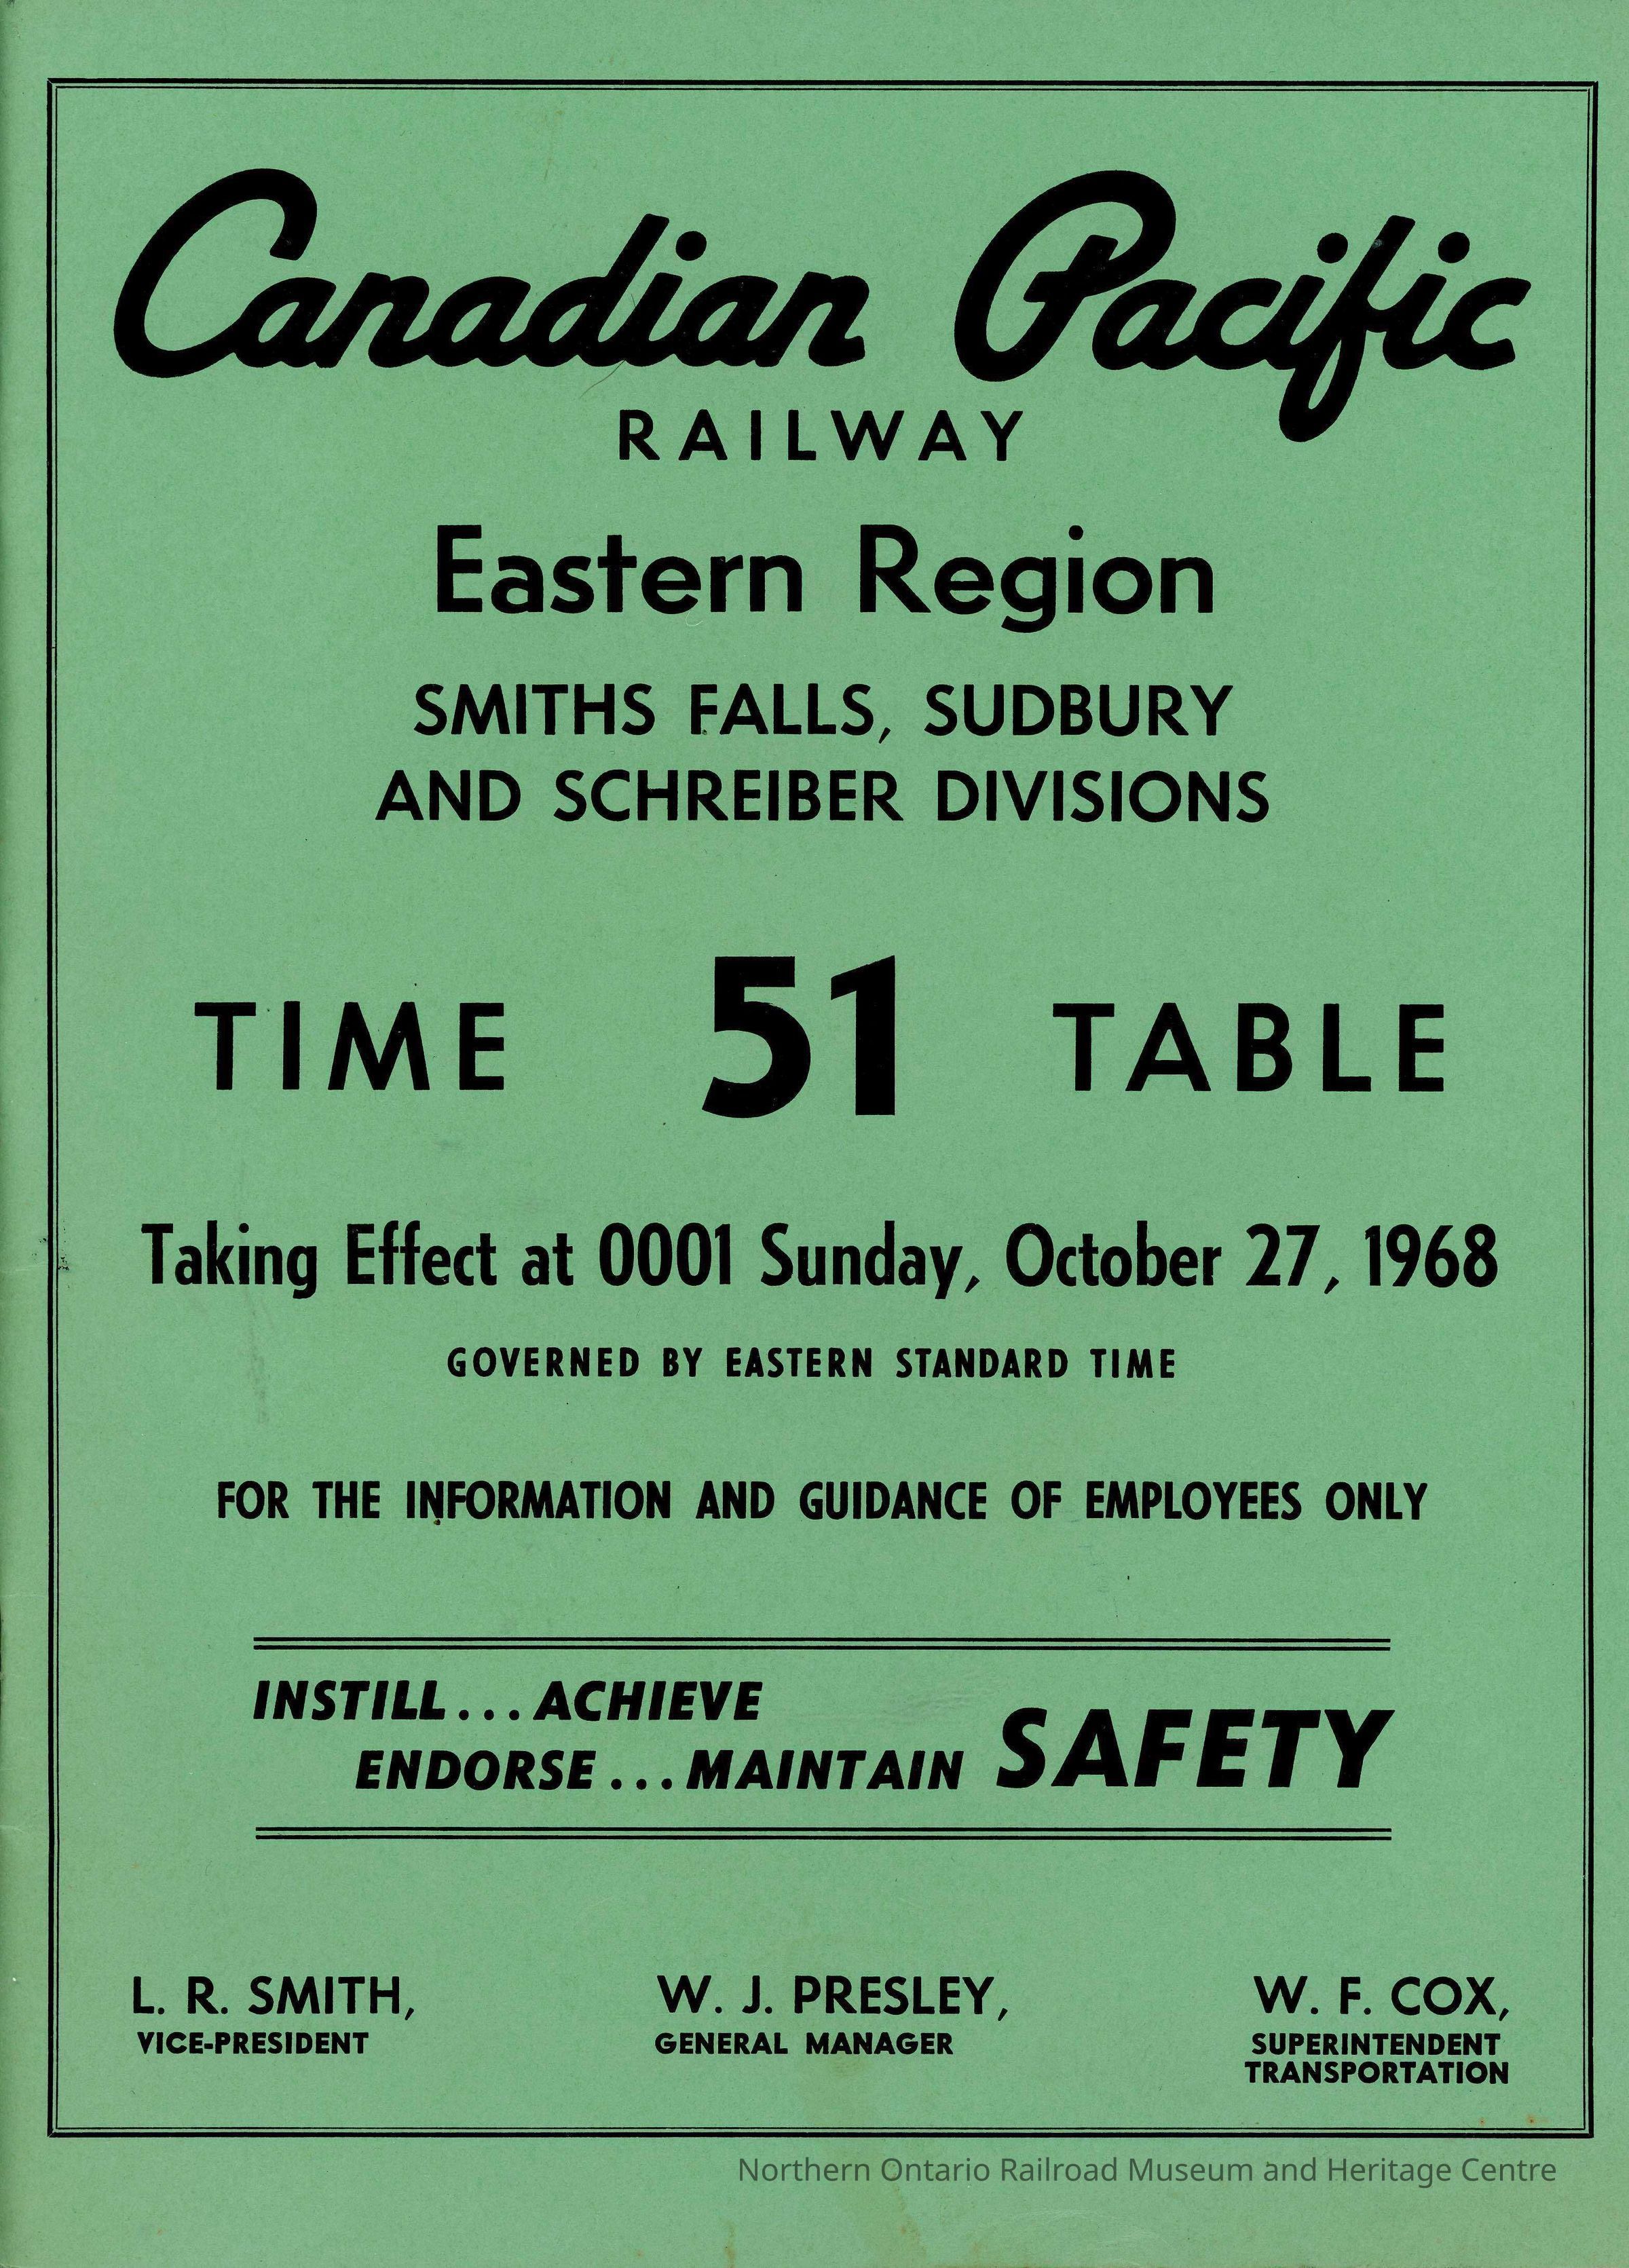 Canadian Pacific
RAILWAY
Eastern Region
SMITHS FALLS, SUDBURY
AND SCHREIBER DIVISIONS
TIME 51 TABLE
Taking Effect at 0001 Sunday, October 27, 1968
GOVERNED BY EASTERN STANDARD TIME
FOR THE INFORMATION AND GUIDANCE OF EMPLOYEES ONLY
INSTILL...ACHIEVE
ENDORSE...MAINTAIN SAFETY
L. R. SMITH,
VICE-PRESIDENT
W. J. PRESLEY,
GENERAL MANAGER
W. F. COX,
SUPERINTENDENT
TRANSPORTATION
Northern Ontario Railroad Museum and Heritage Centre